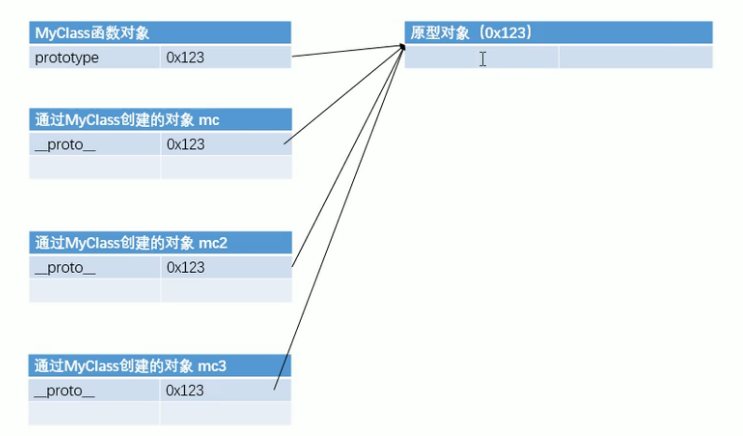 MyClass函数对象
prototype 0x123
原型对象（0x123）
通过MyClass创建的对象 mc
__proto__ 0x123
通过MyClass创建的对象 mc2
__proto__ 0x123
通过MyClass创建的对象 mc3
__proto__ 0x123